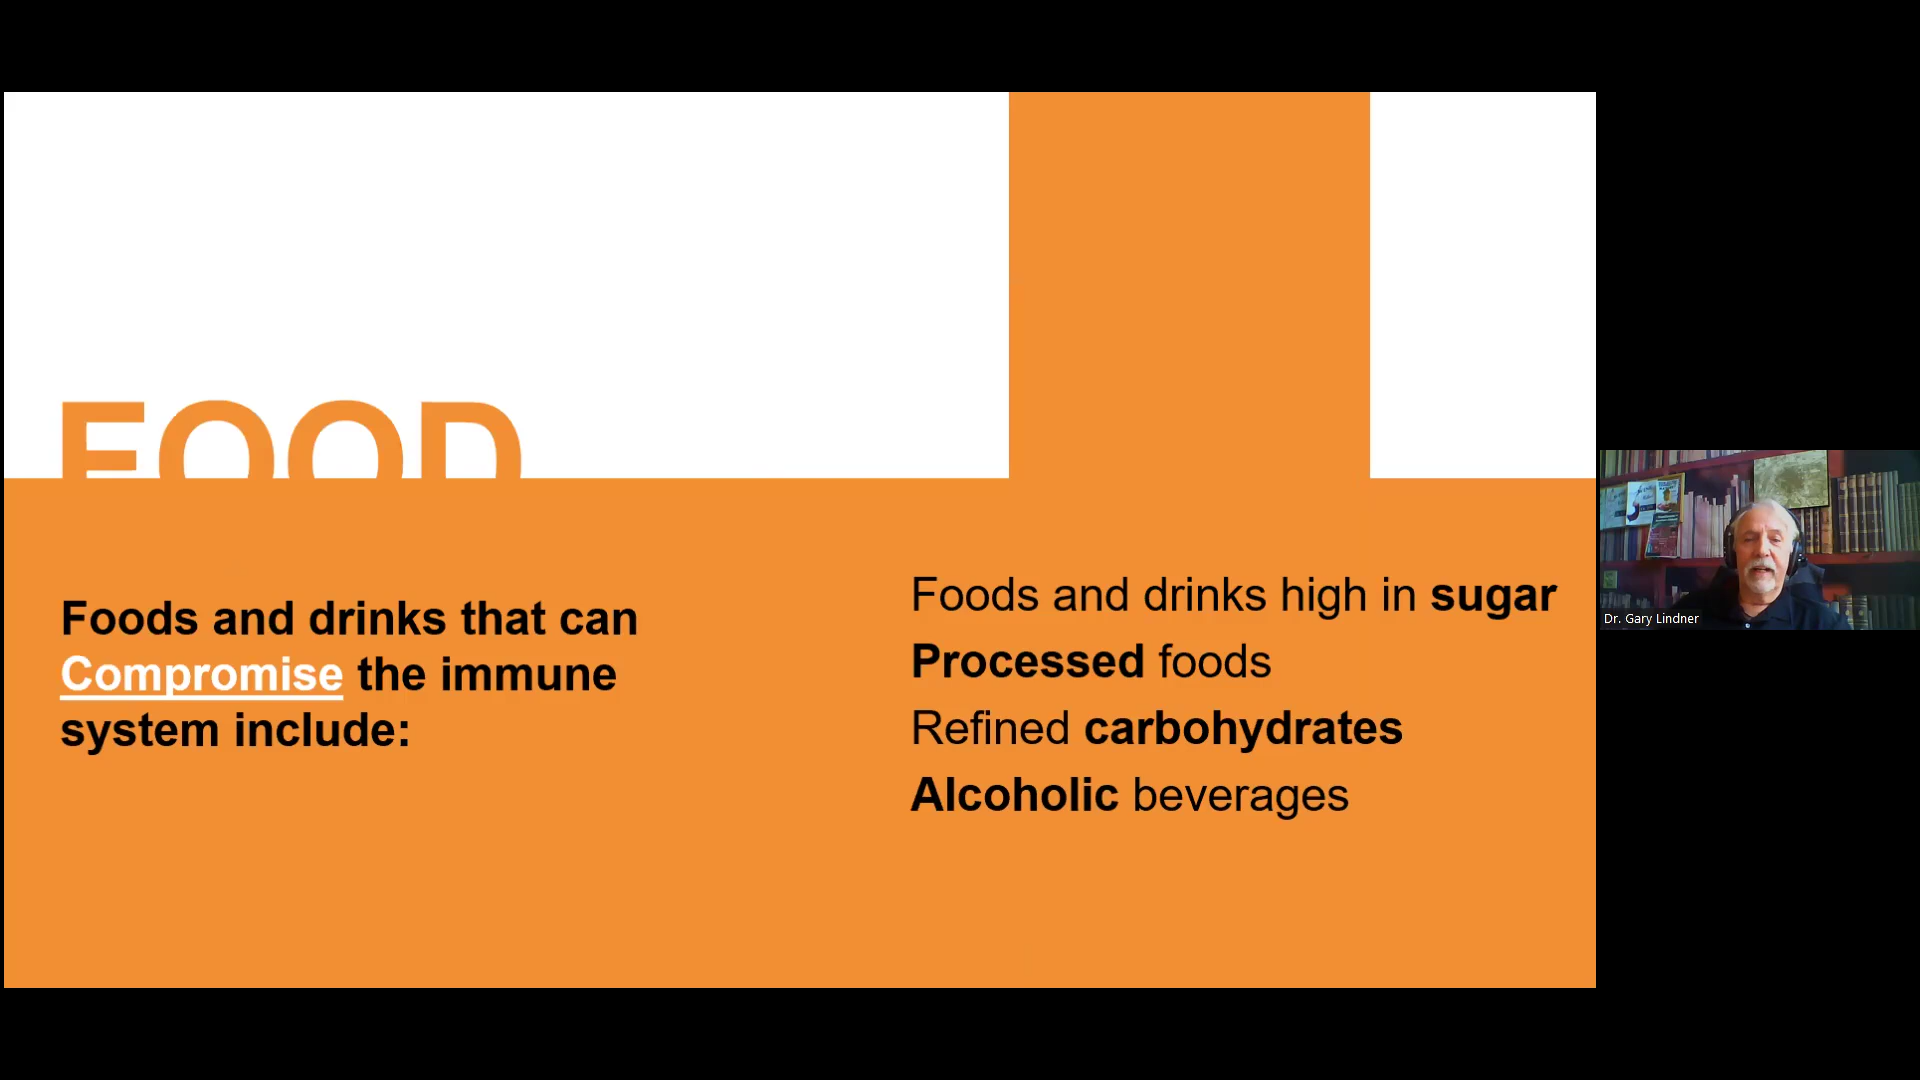 FOOD
Foods and drinks that can
Compromise the immune
system include:
Foods and drinks high in sugar
Processed foods
Refined carbohydrates
Alcoholic beverages
Dr. Gary Lindner